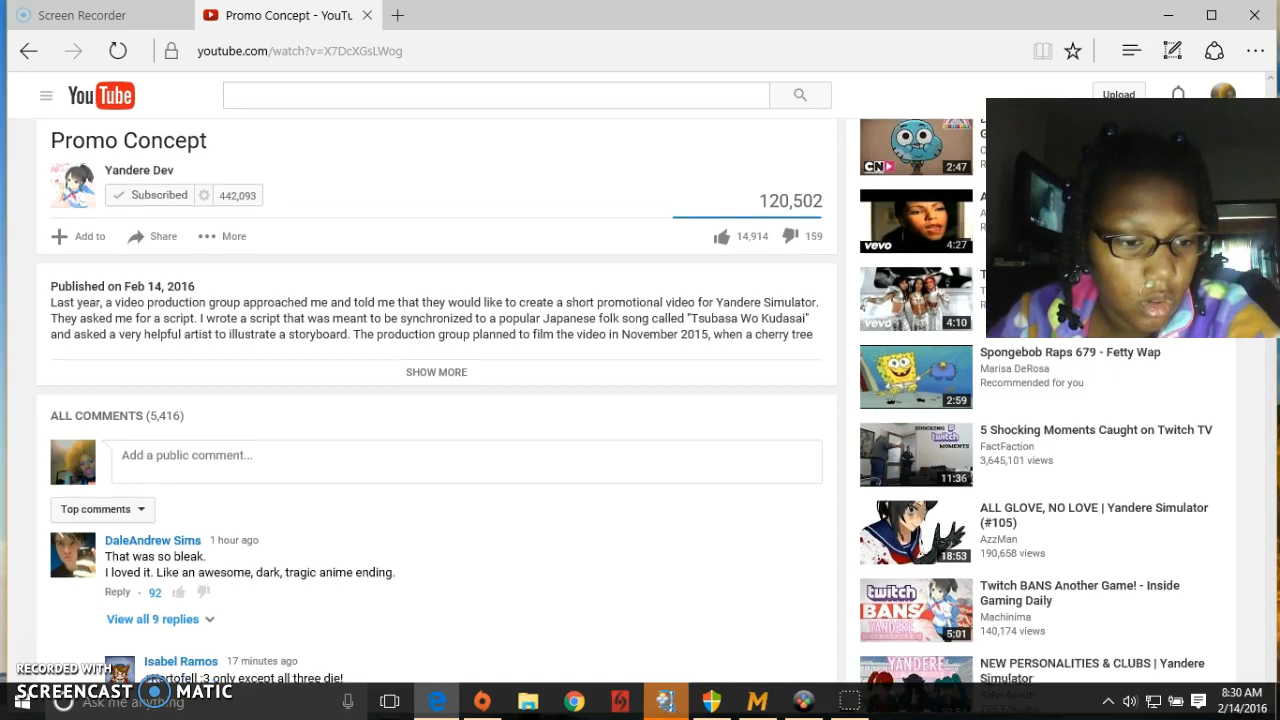 Screen
Promo Concept - YouTu
youtube.com/watch?v=X7DcXGsLWog
YouTube
Upload
Promo Concept
Yandere Dev
Subscribed 442,093
120,502
Add to Share More
14,914 159
Published on Feb 14, 2016
Last year, a video production group approached me and told me that they would like to create a short promotional video for Yandere Simulator.
They asked me for a script. I wrote a script that was meant to be synchronized to a popular Japanese folk song called "Tsubasa Wo Kudasai"
and asked a very helpful artist to illustrate a storyboard. The production group planned to film the video in November 2015, when a cherry tree
SHOW MORE
ALL COMMENTS (5,416)
Add a public comment...
Top comments
DaleAndrew Sims 1 hour ago
That was so bleak.
I loved it. Like an awesome, dark, tragic anime ending.
Reply · 92
View all 9 replies
Isabel Ramos 17 minutes ago
CN
2:47
vevo
4:27
vevo
4:10
2:59
Spongebob Raps 679 - Fetty Wap
Marisa DeRosa
Recommended for you
SHOCKING
twitch
MOMENTS
11:36
5 Shocking Moments Caught on Twitch TV
FactFaction
3,645,101 views
18:53
ALL GLOVE, NO LOVE | Yandere Simulator
(#105)
AzzMan
190,658 views
twitch
BANS
YANDERE
5:01
Twitch BANS Another Game! - Inside
Gaming Daily
Machinima
140,174 views
YANDERE
NEW PERSONALITIES & CLUBS | Yandere
Simulator
RECORDED WITH
SCREENCAST MATIC
Ask me anything
8:30 AM
2/14/2016